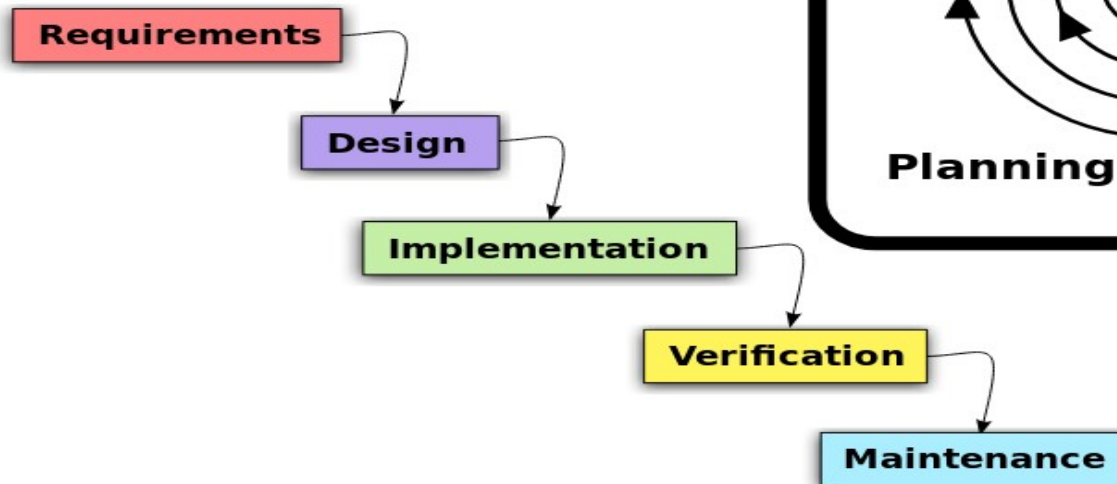 Requirements
Design
Planning
Implementation
Verification
Maintenance